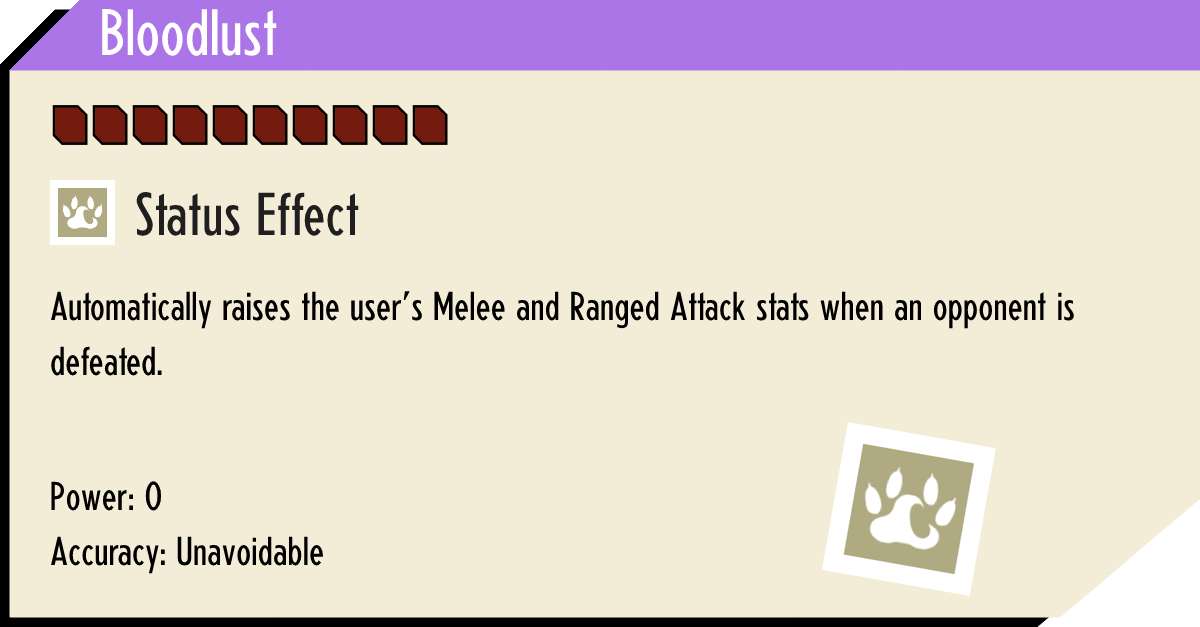 Bloodlust
Status Effect
Automatically raises the user's Melee and Ranged Attack stats when an opponent is
defeated.
Power: 0
Accuracy: Unavoidable